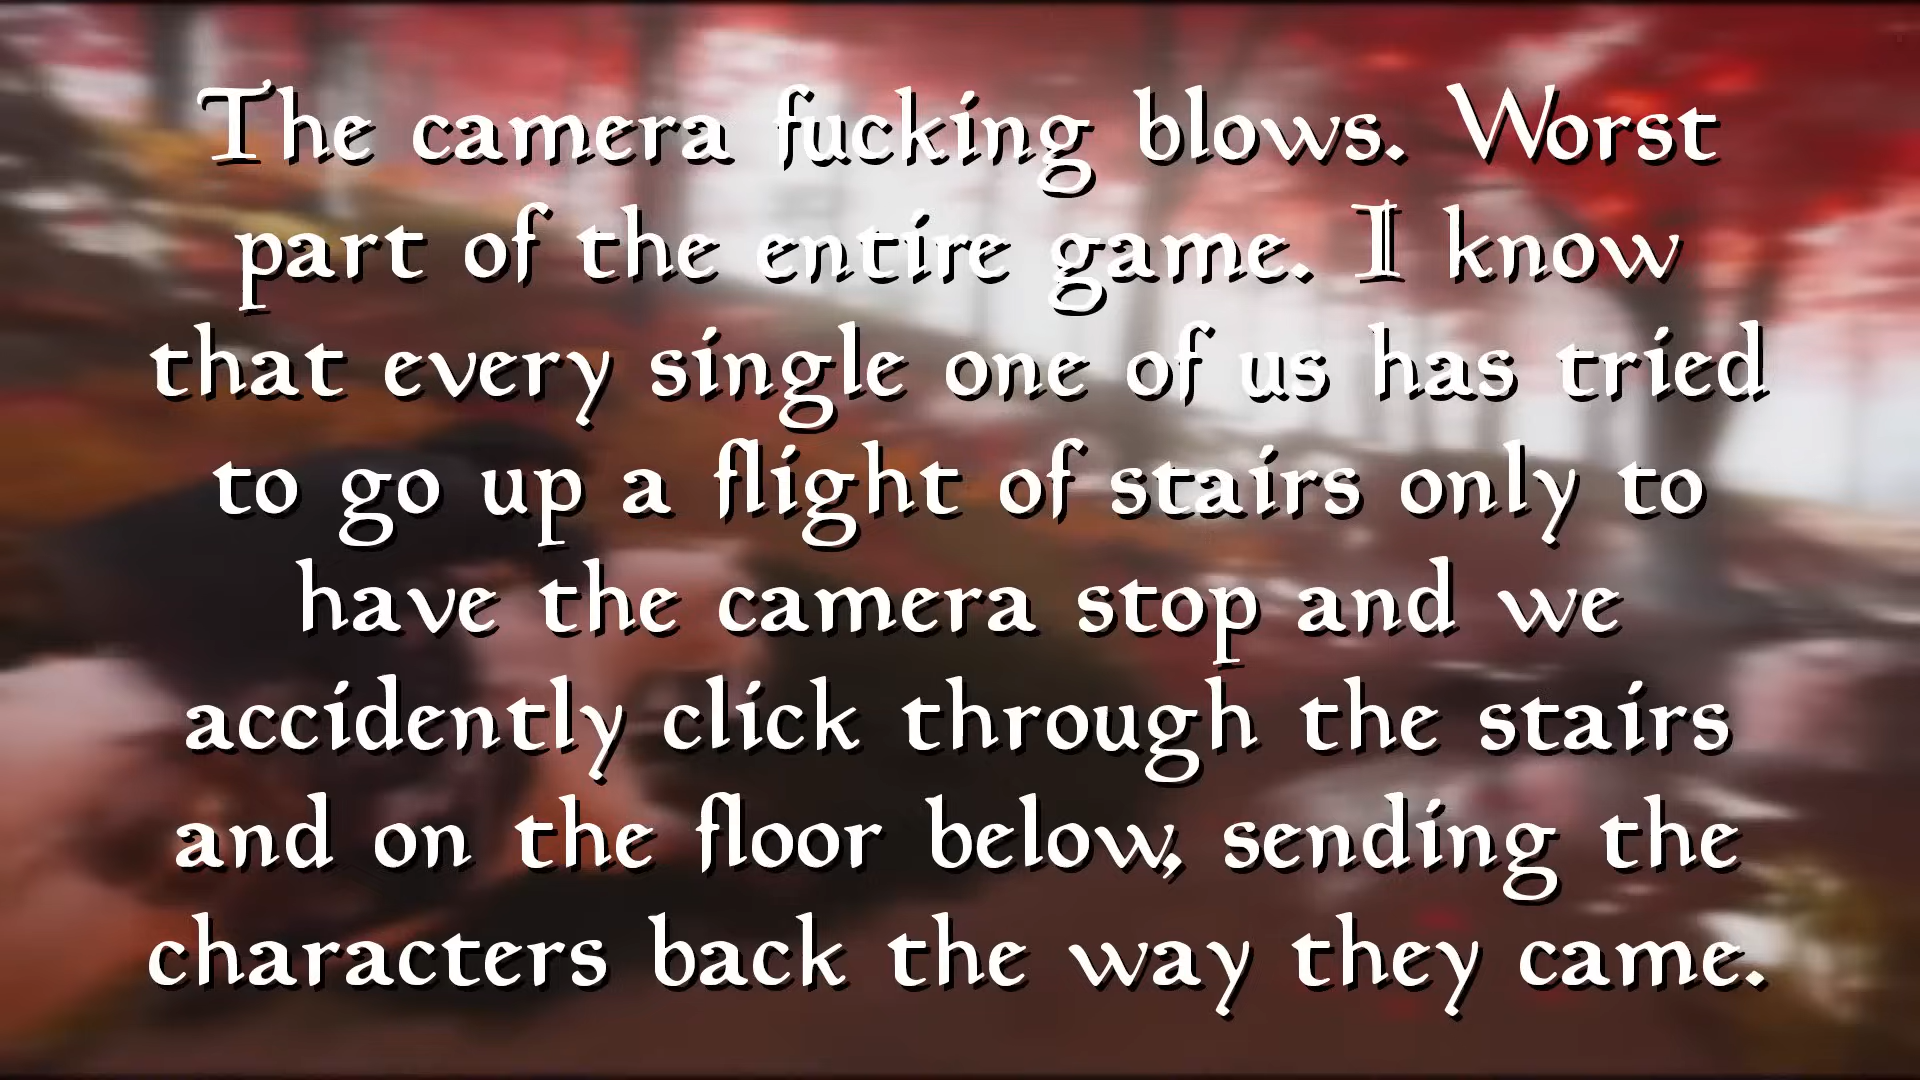 The camera fucking blows. Worst
part of the entire game. I know
that every single one of us has tried
to go up a flight of stairs only to
have the camera stop and we
accidently click through the stairs
and on the floor below, sending the
characters back the way they came.